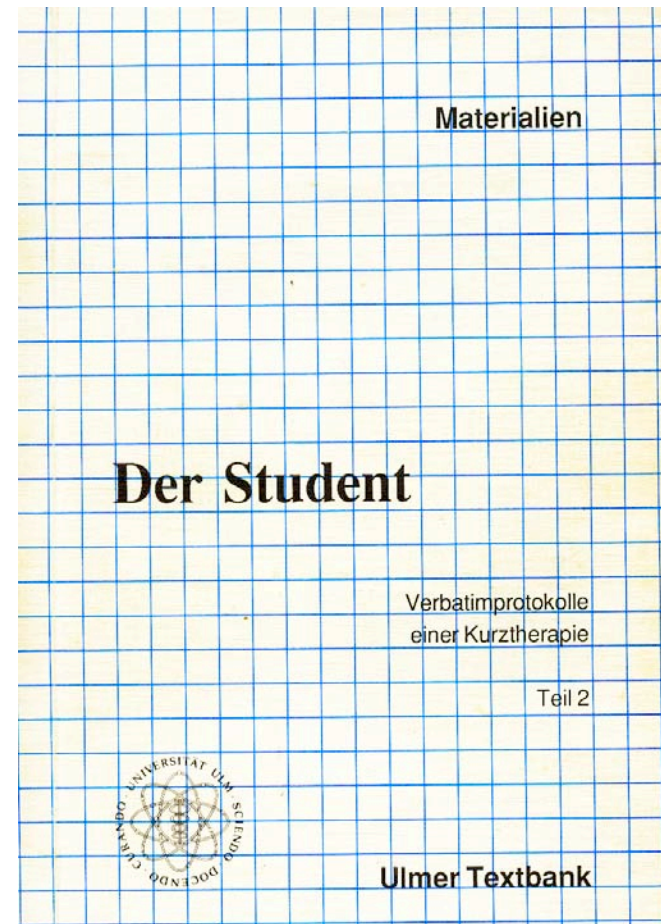 Materialien
Der Student
Verbatimprotokolle
einer Kurztherapie
Teil 2
UNIVERSITÄT ULM · SCIENDO DOCENDO CURANDO ·
Ulmer Textbank